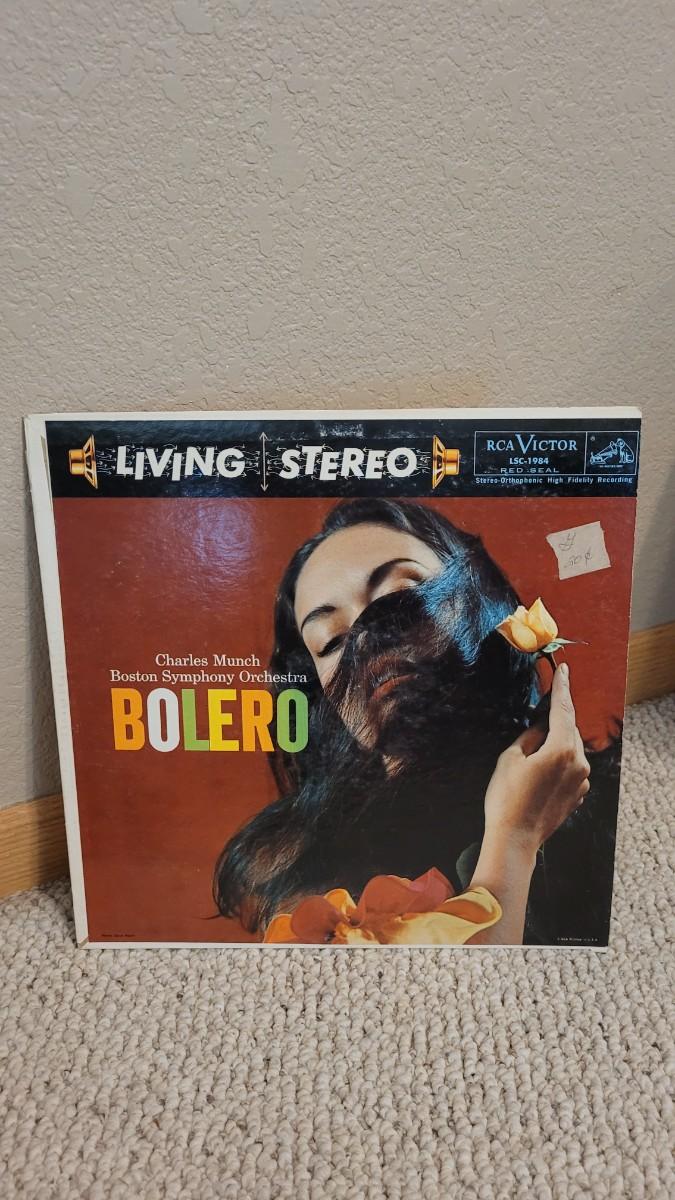 LIVING STEREO
RCA VICTOR
LSC-1984
RED SEAL
Stereo-Orthophonic High Fidelity Recording
50¢
Charles Munch
Boston Symphony Orchestra
BOLERO